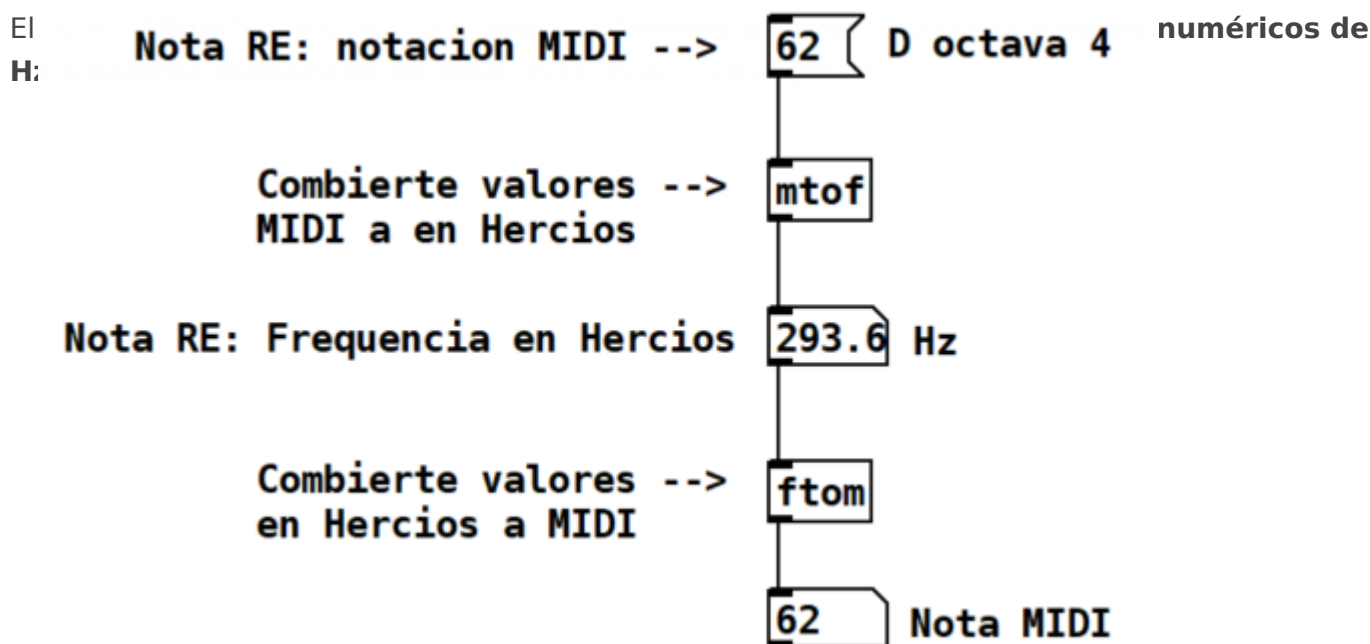 El numéricos de
Hz
Nota RE: notacion MIDI --> 62 D octava 4
Combierte valores --> mtof
MIDI a en Hercios
Nota RE: Frequencia en Hercios 293.6 Hz
Combierte valores --> ftom
en Hercios a MIDI
62 Nota MIDI